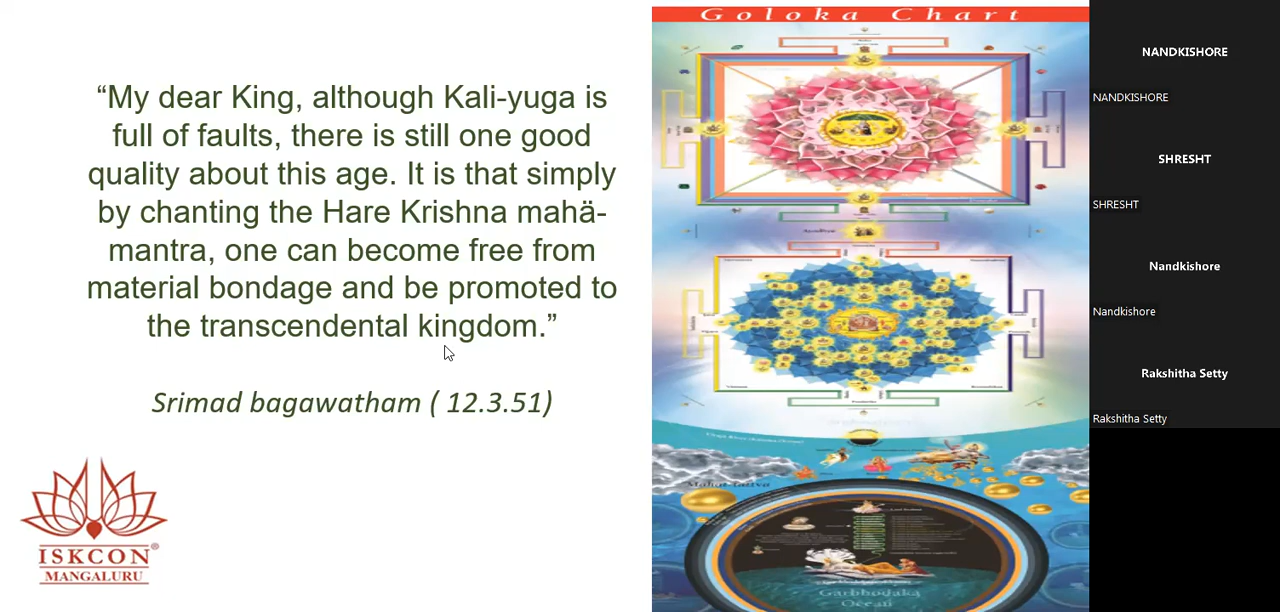 “My dear King, although Kali-yuga is
full of faults, there is still one good
quality about this age. It is that simply
by chanting the Hare Krishna mahä-
mantra, one can become free from
material bondage and be promoted to
the transcendental kingdom.”
Srimad bagawatham ( 12.3.51)
ISKCON®
MANGALURU
Goloka Chart
Mahat-tattva
Garbhodaka
Ocean
NANDKISHORE
NANDKISHORE
SHRESHT
SHRESHT
Nandkishore
Nandkishore
Rakshitha Setty
Rakshitha Setty